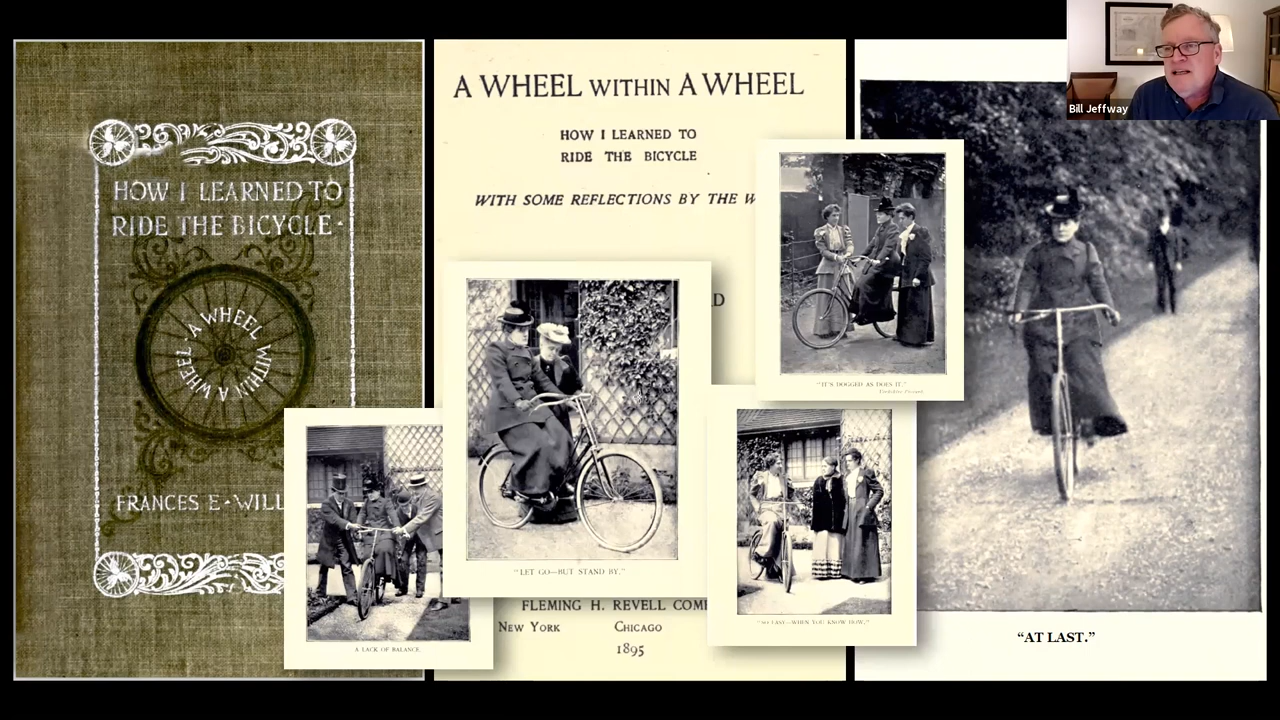 HOW I LEARNED TO
RIDE THE BICYCLE·
A WHEEL WITHIN A WHEEL
FRANCES E·WILL
A WHEEL WITHIN A WHEEL
HOW I LEARNED TO
RIDE THE BICYCLE
WITH SOME REFLECTIONS BY THE W
RD
FLEMING H. REVELL COM
NEW YORK CHICAGO
1895
A LACK OF BALANCE.
"LET GO—BUT STAND BY."
"IT'S DOGGED AS DOES IT."
"SO EASY—WHEN YOU KNOW HOW."
Bill Jeffway
“AT LAST.”